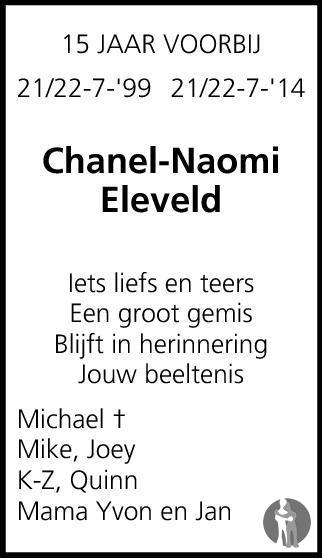 15 JAAR VOORBIJ
21/22-7-'99 21/22-7-'14
Chanel-Naomi
Eleveld
Iets liefs en teers
Een groot gemis
Blijft in herinnering
Jouw beeltenis
Michael †
Mike, Joey
K-Z, Quinn
Mama Yvon en Jan